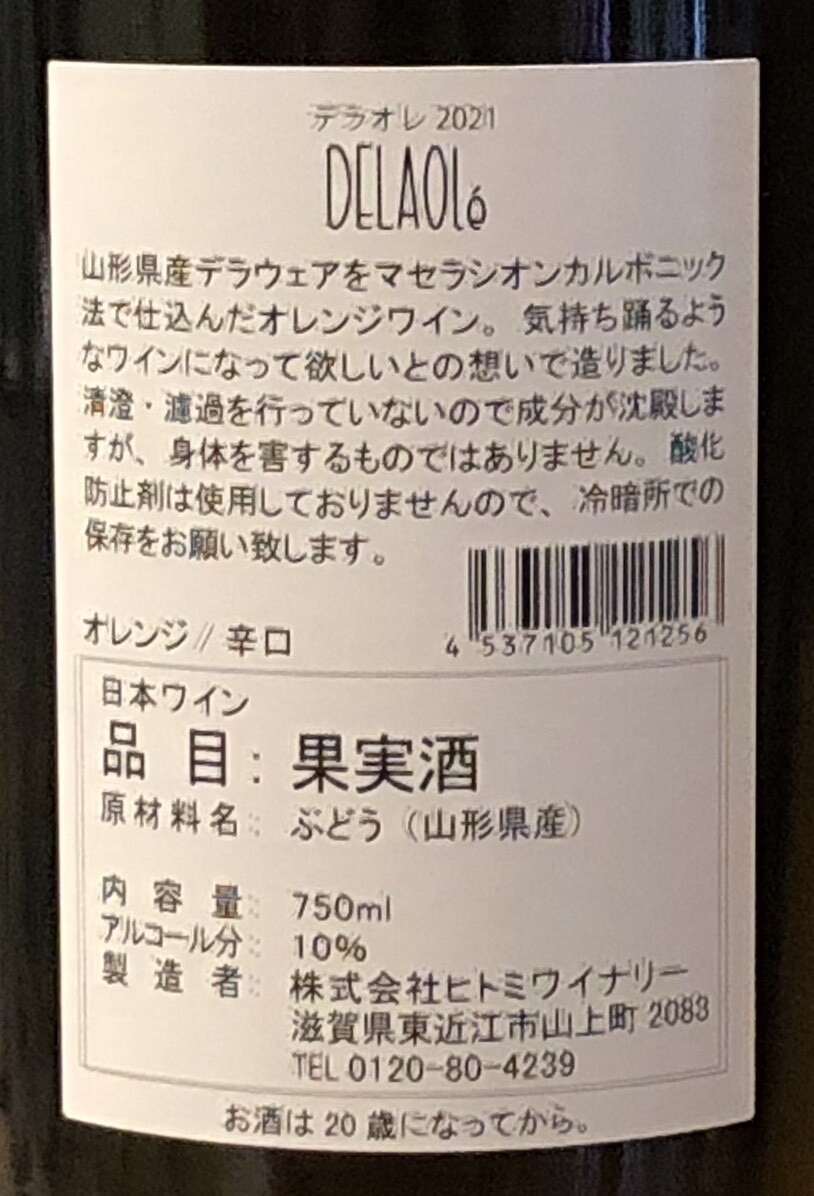 デラオレ 2021
DELAOLé
山形県産デラウェアをマセラシオンカルボニック
法で仕込んだオレンジワイン。気持ち踊るよう
なワインになって欲しいとの想いで造りました。
清澄・濾過を行っていないので成分が沈殿しま
すが、身体を害するものではありません。酸化
防止剤は使用しておりませんので、冷暗所での
保存をお願い致します。
4 537105 121256
オレンジ // 辛口
日本ワイン
品目: 果実酒
原材料名: ぶどう（山形県産）
内容量: 750ml
アルコール分: 10%
製造者: 株式会社ヒトミワイナリー
滋賀県東近江市山上町 2083
TEL 0120-80-4239
お酒は 20 歳になってから。